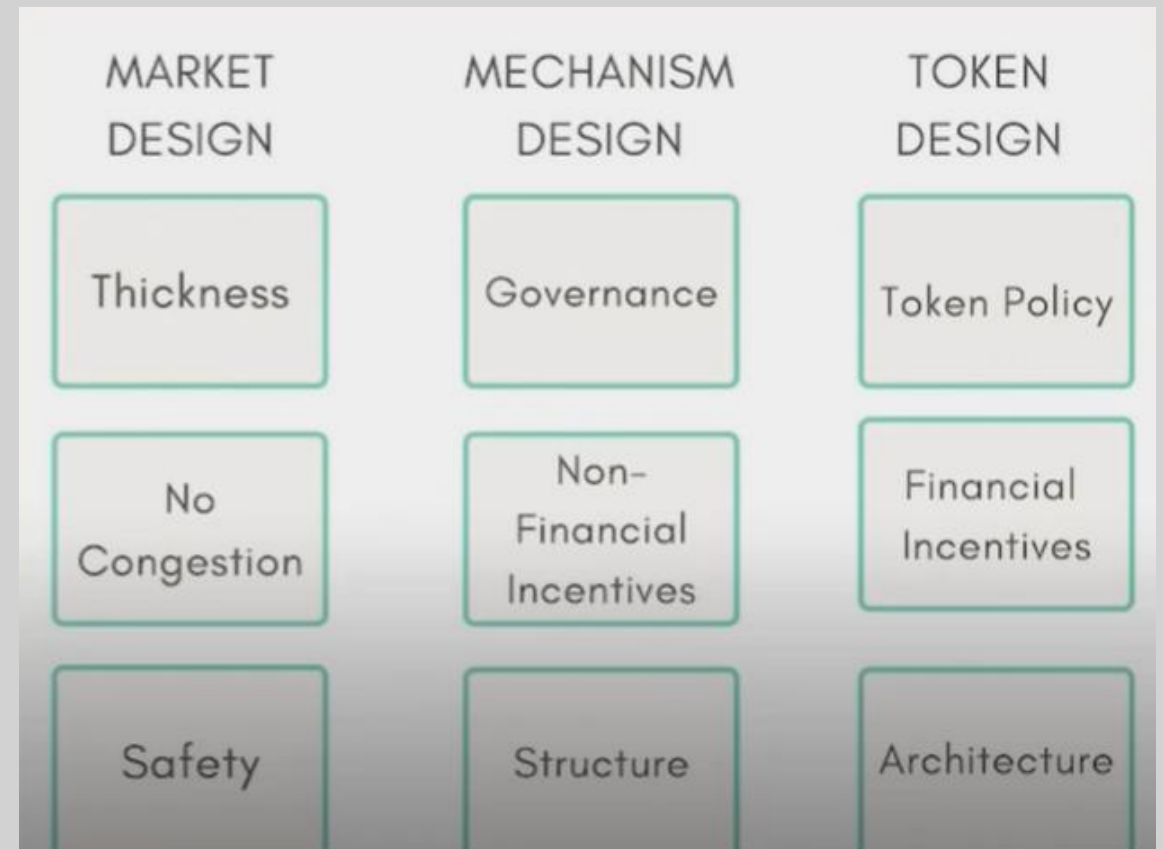 MARKET
DESIGN
Thickness
No
Congestion
Safety
MECHANISM
DESIGN
Governance
Non-
Financial
Incentives
Structure
TOKEN
DESIGN
Token Policy
Financial
Incentives
Architecture